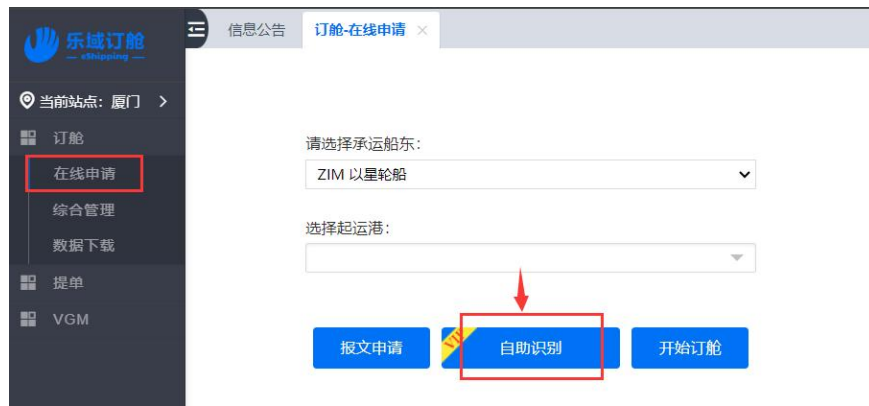 乐域订舱
eShipping
信息公告
订舱-在线申请
当前站点：厦门
订舱
在线申请
综合管理
数据下载
提单
VGM
请选择承运船东：
ZIM 以星轮船
选择起运港：
报文申请
VIP
自助识别
开始订舱